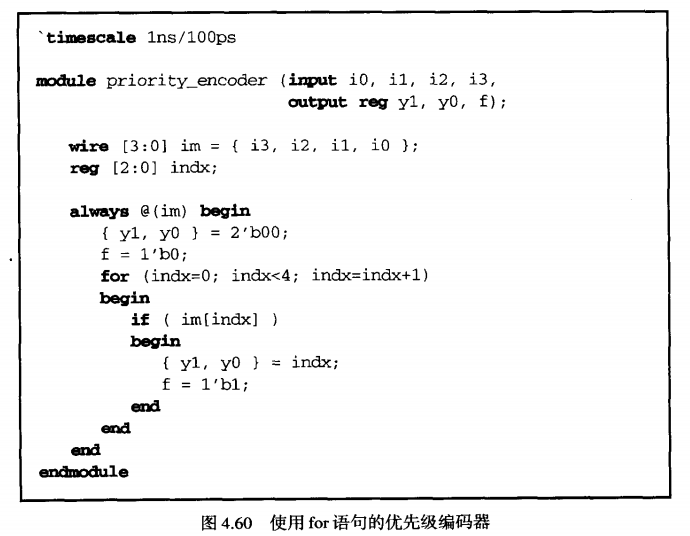 `timescale 1ns/100ps
module priority_encoder (input i0, i1, i2, i3,
output reg y1, y0, f);
wire [3:0] im = { i3, i2, i1, i0 };
reg [2:0] indx;
always @(im) begin
{ y1, y0 } = 2'b00;
f = 1'b0;
for (indx=0; indx<4; indx=indx+1)
begin
if ( im[indx] )
begin
{ y1, y0 } = indx;
f = 1'b1;
end
end
end
endmodule
图 4.60 使用 for 语句的优先级编码器